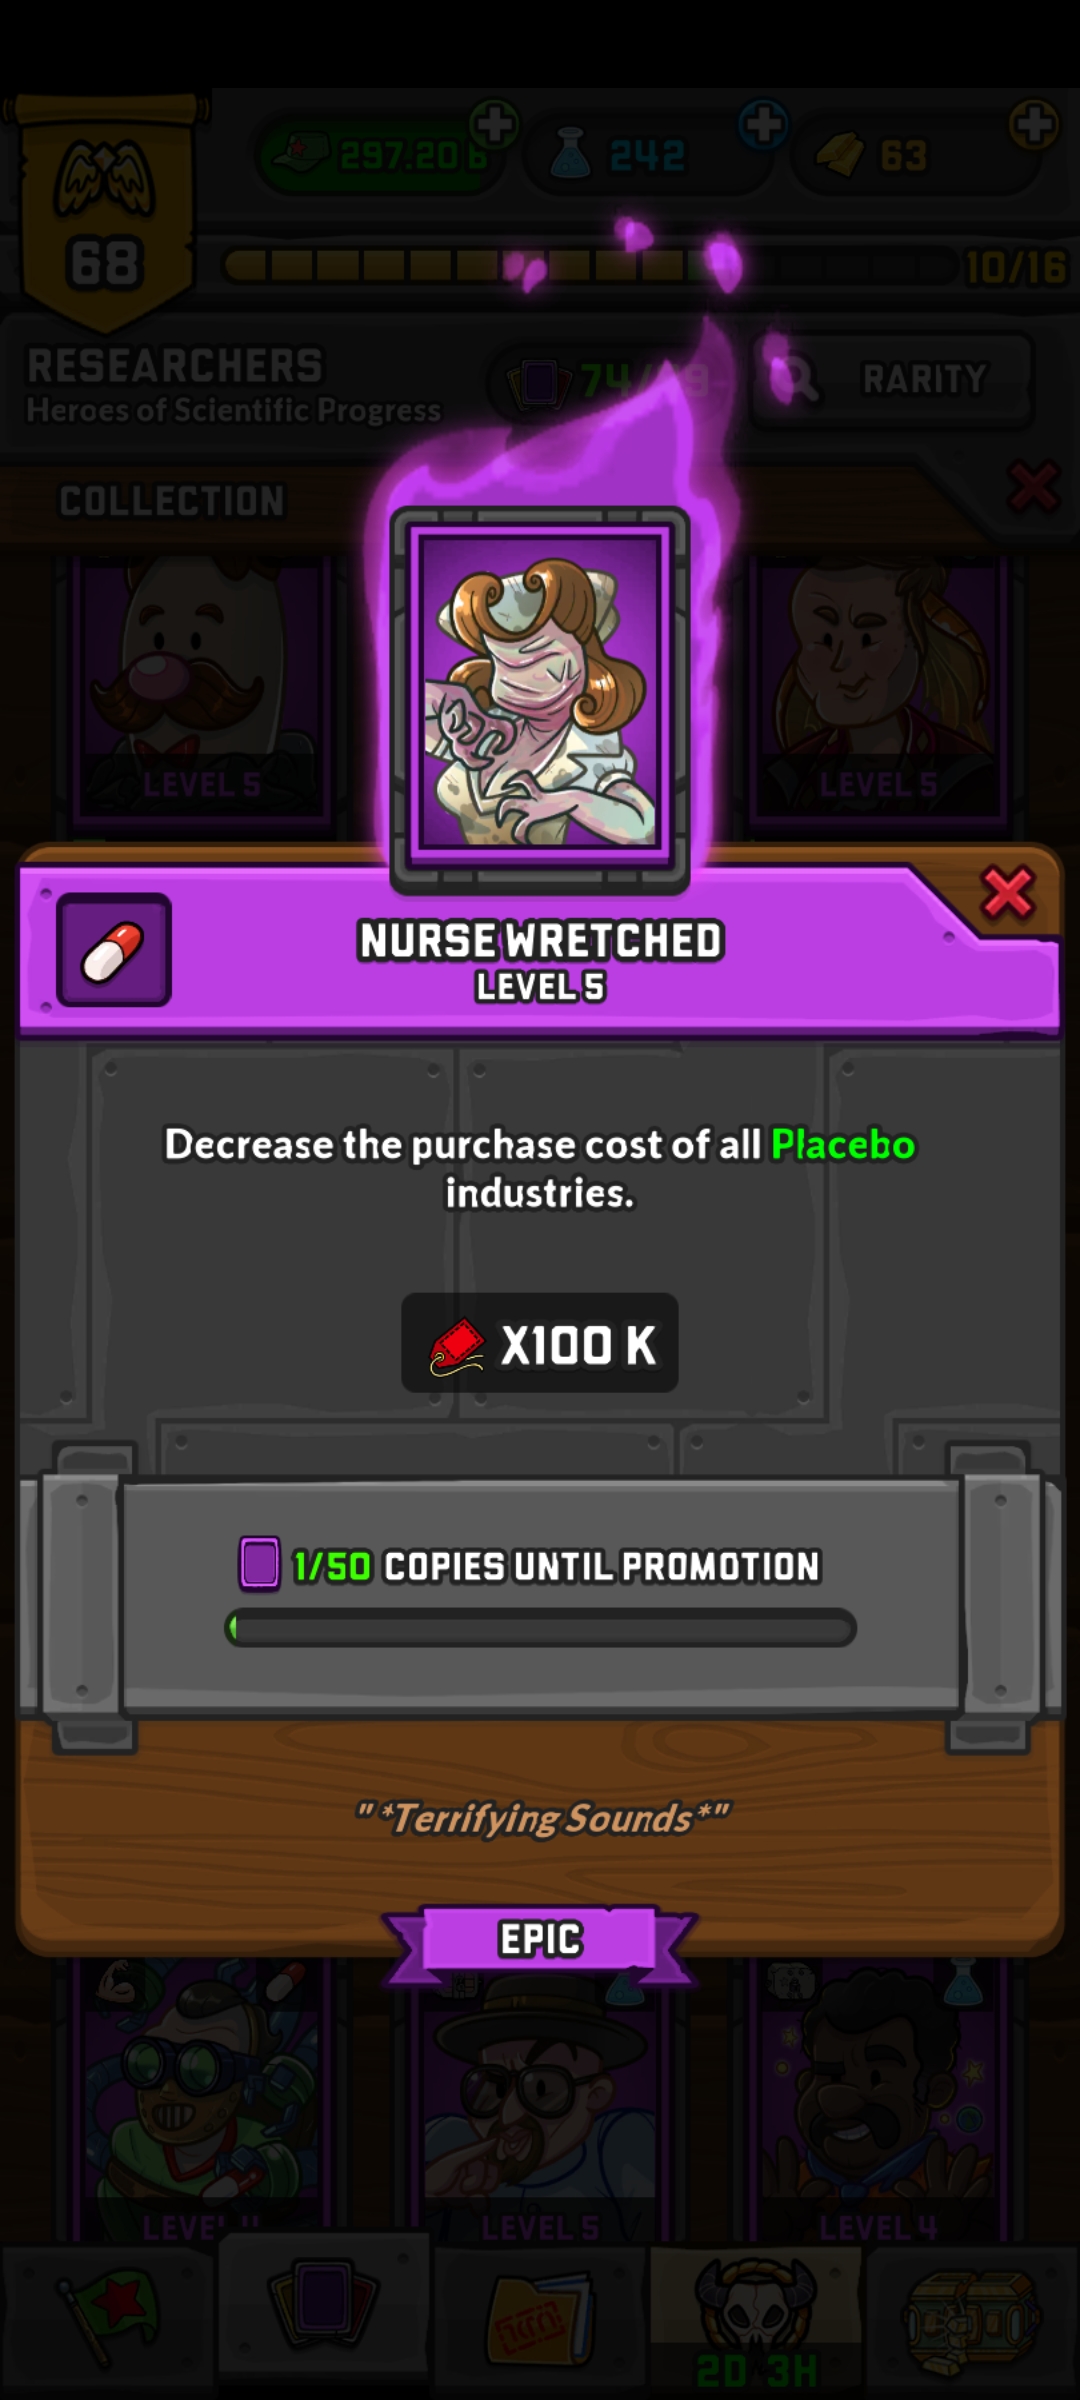 297.20 B
242
63
68
10/16
RESEARCHERS
Heroes of Scientific Progress
RARITY
COLLECTION
LEVEL 5
LEVEL 5
NURSE WRETCHED
LEVEL 5
Decrease the purchase cost of all Placebo
industries.
X100 K
1/50 COPIES UNTIL PROMOTION
"*Terrifying Sounds*"
EPIC
LEVEL 5
LEVEL 4
2D 3H